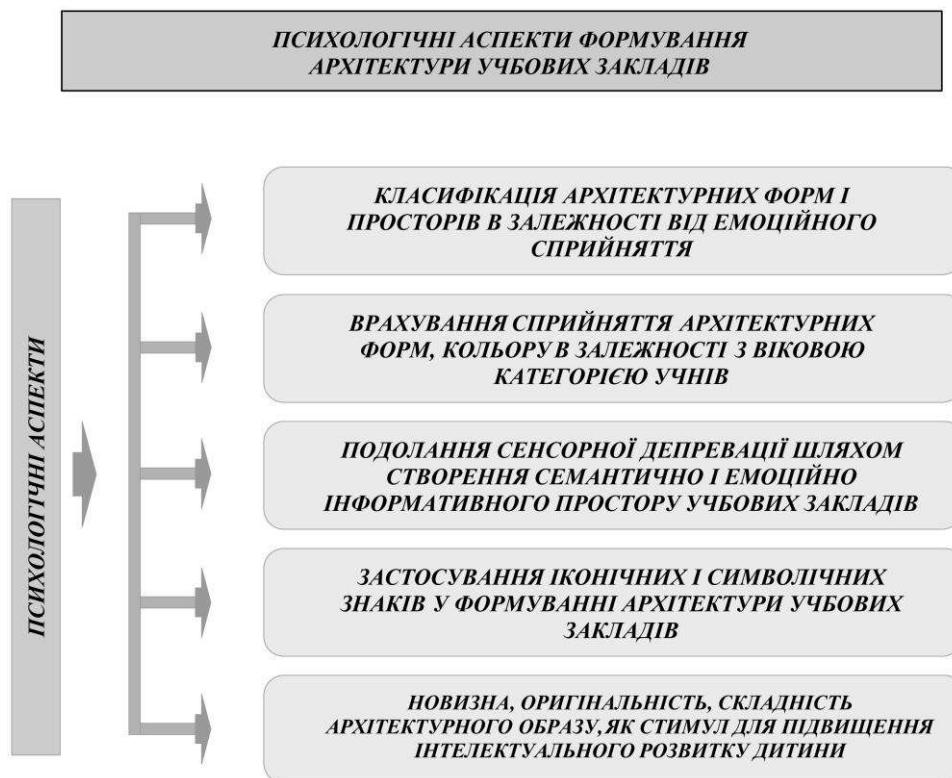 ПСИХОЛОГІЧНІ АСПЕКТИ ФОРМУВАННЯ
АРХІТЕКТУРИ УЧБОВИХ ЗАКЛАДІВ
ПСИХОЛОГІЧНІ АСПЕКТИ
КЛАСИФІКАЦІЯ АРХІТЕКТУРНИХ ФОРМ І
ПРОСТОРІВ В ЗАЛЕЖНОСТІ ВІД ЕМОЦІЙНОГО
СПРИЙНЯТТЯ
ВРАХУВАННЯ СПРИЙНЯТТЯ АРХІТЕКТУРНИХ
ФОРМ, КОЛЬОРУ В ЗАЛЕЖНОСТІ З ВІКОВОЮ
КАТЕГОРІЄЮ УЧНІВ
ПОДОЛАННЯ СЕНСОРНОЇ ДЕПРЕВАЦІЇ ШЛЯХОМ
СТВОРЕННЯ СЕМАНТИЧНО І ЕМОЦІЙНО
ІНФОРМАТИВНОГО ПРОСТОРУ УЧБОВИХ ЗАКЛАДІВ
ЗАСТОСУВАННЯ ІКОНІЧНИХ І СИМВОЛІЧНИХ
ЗНАКІВ У ФОРМУВАННІ АРХІТЕКТУРИ УЧБОВИХ
ЗАКЛАДІВ
НОВИЗНА, ОРИГІНАЛЬНІСТЬ, СКЛАДНІСТЬ
АРХІТЕКТУРНОГО ОБРАЗУ, ЯК СТИМУЛ ДЛЯ ПІДВИЩЕННЯ
ІНТЕЛЕКТУАЛЬНОГО РОЗВИТКУ ДИТИНИ